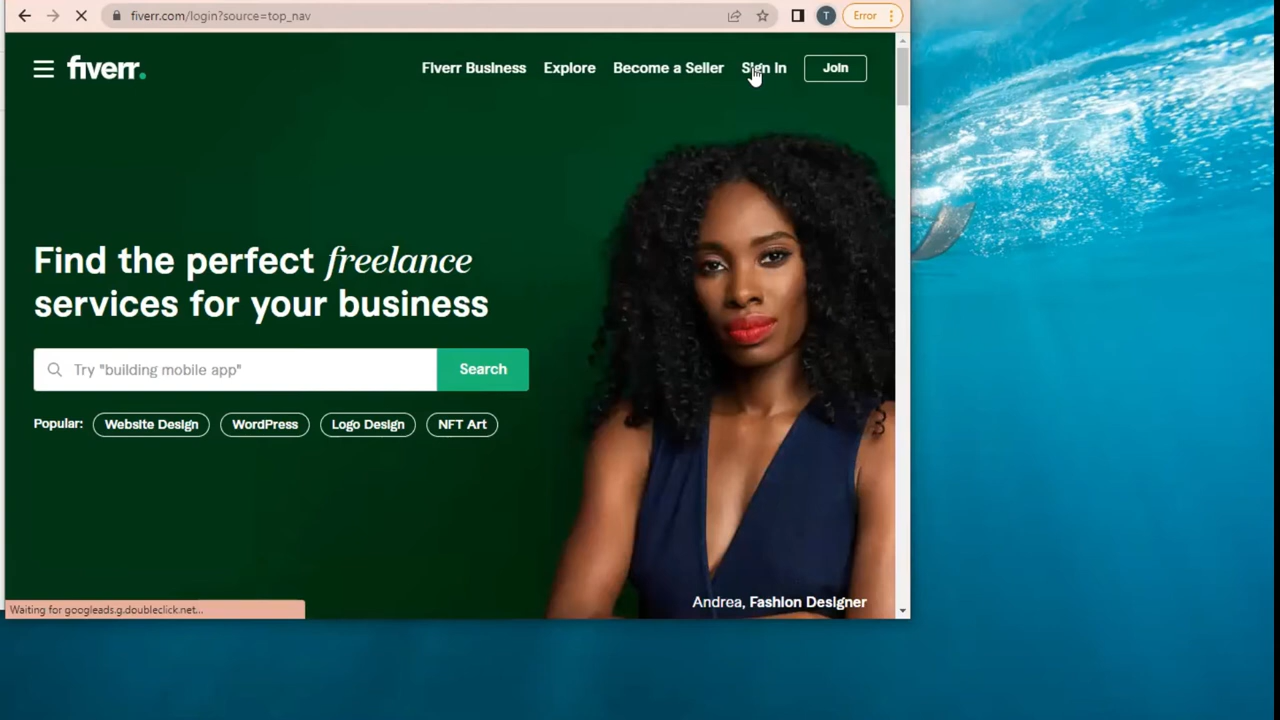 fiverr.com/login?source=top_nav
T
Error
fiverr.
Fiverr Business
Explore
Become a Seller
Sign In
Join
Find the perfect freelance
services for your business
Try "building mobile app"
Search
Popular:
Website Design
WordPress
Logo Design
NFT Art
Andrea, Fashion Designer
Waiting for googleads.g.doubleclick.net...